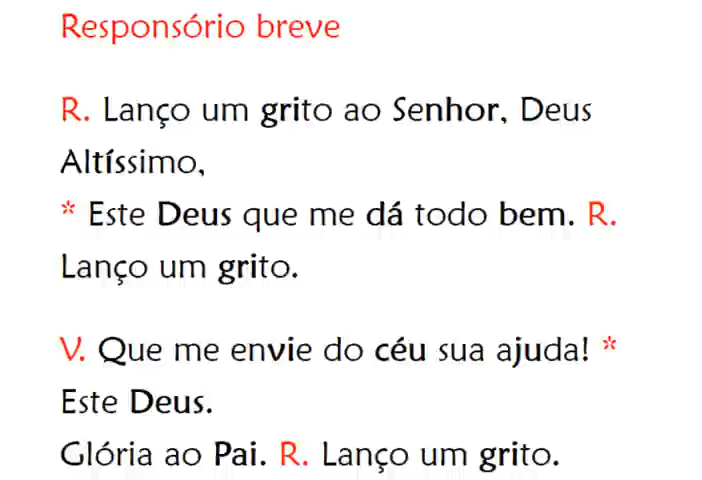 Responsório breve
R. Lanço um grito ao Senhor, Deus
Altíssimo,
* Este Deus que me dá todo bem. R.
Lanço um grito.
V. Que me envie do céu sua ajuda! *
Este Deus.
Glória ao Pai. R. Lanço um grito.